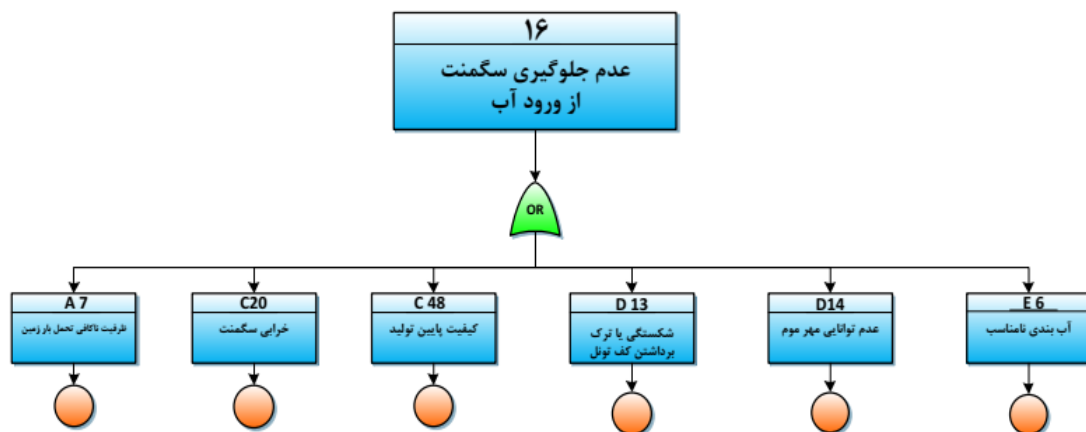 ۱۶
عدم جلوگیری سگمنت
از ورود آب
OR
A 7
ظرفیت ناکافی تحمل بار زمین
C20
خرابی سگمنت
C 48
کیفیت پایین تولید
D 13
شکستگی یا ترک
برداشتن کف تونل
D14
عدم توانایی مهر موم
E 6
آب بندی نامناسب